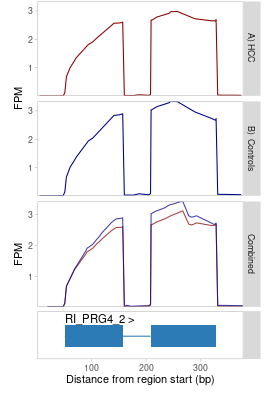 3
2
1
A) HCC
FPM
3
2
1
B) Controls
3
2
1
Combined
FPM
RI_PRG4_2 >
100 200 300
Distance from region start (bp)